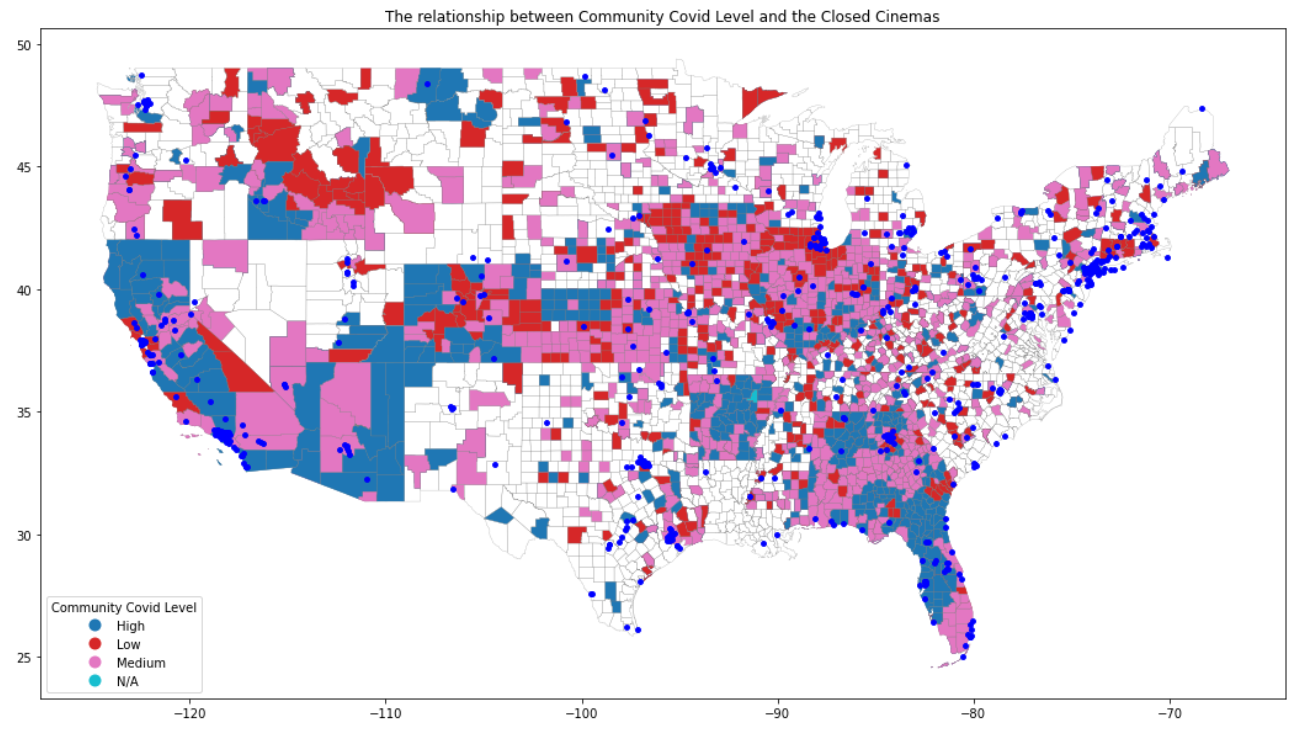 The relationship between Community Covid Level and the Closed Cinemas
50
45
40
35
30
25
Community Covid Level
High
Low
Medium
N/A
−120
−110
−100
−90
−80
−70